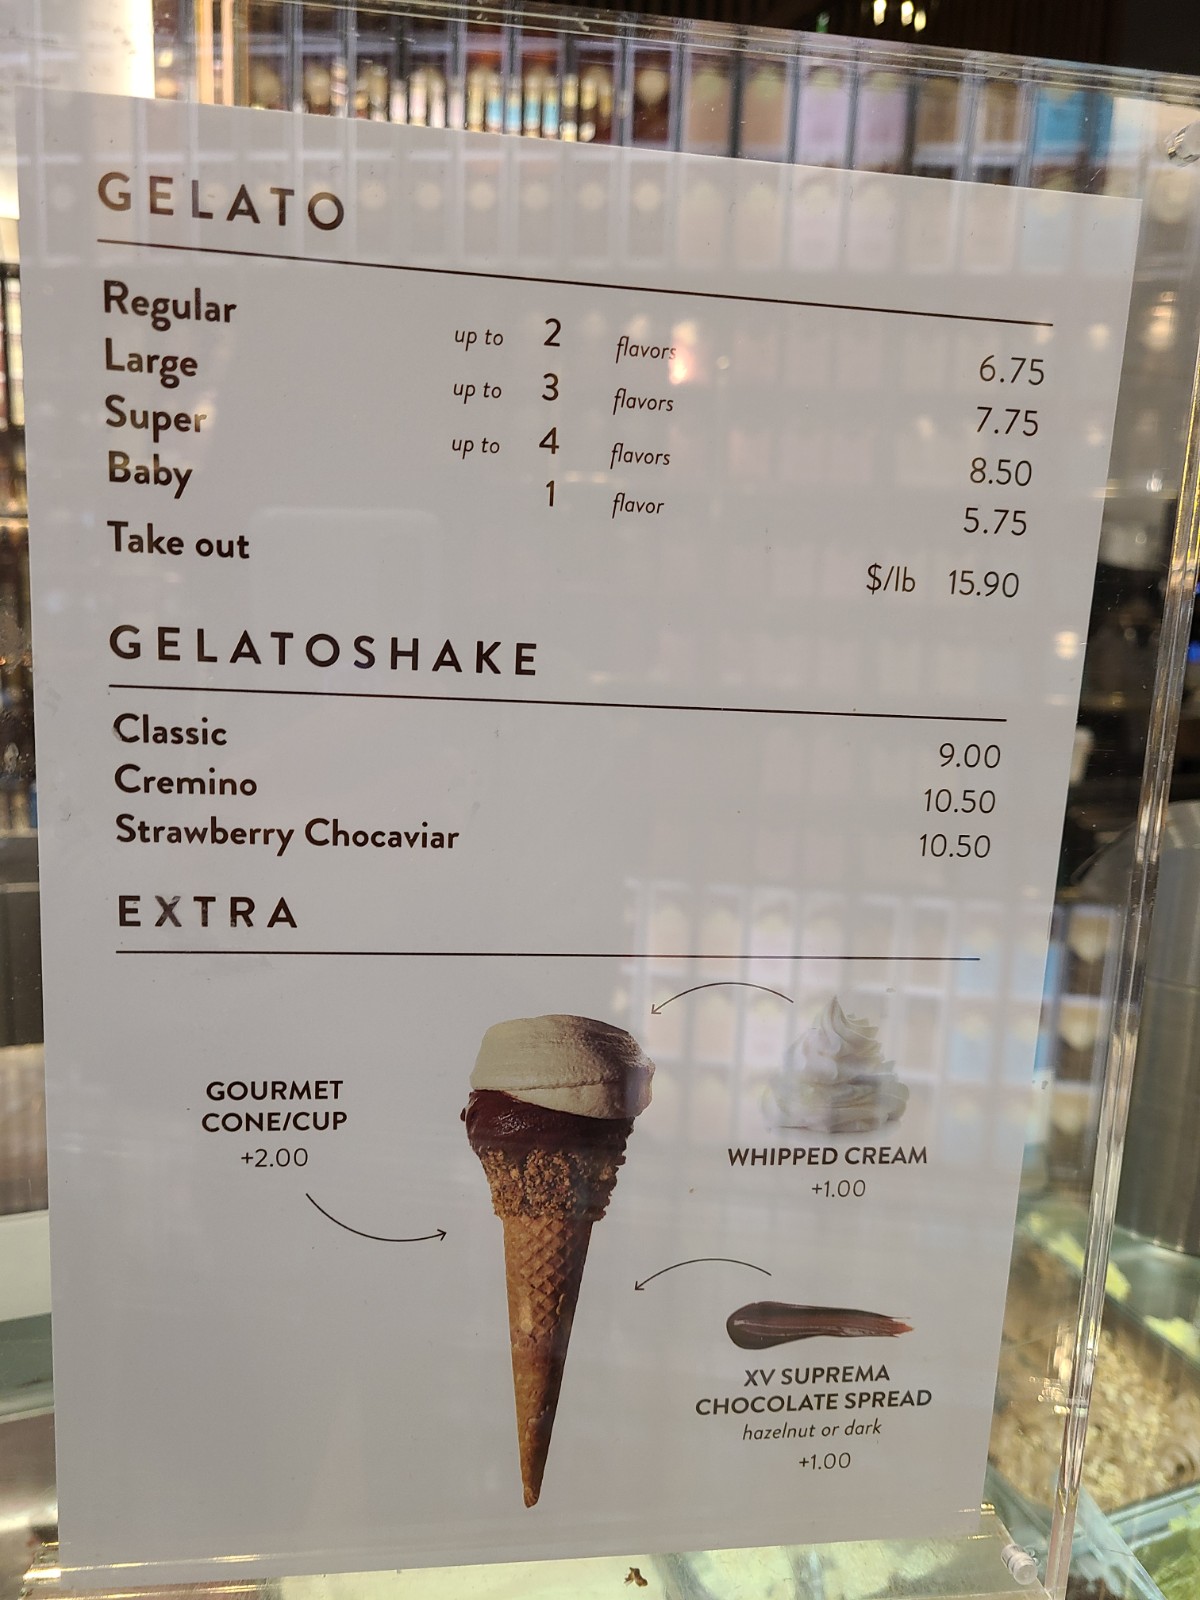 GELATO
Regular up to 2 flavors 6.75
Large up to 3 flavors 7.75
Super up to 4 flavors 8.50
Baby 1 flavor 5.75
Take out $/lb 15.90
GELATOSHAKE
Classic 9.00
Cremino 10.50
Strawberry Chocaviar 10.50
EXTRA
GOURMET
CONE/CUP
+2.00
WHIPPED CREAM
+1.00
XV SUPREMA
CHOCOLATE SPREAD
hazelnut or dark
+1.00